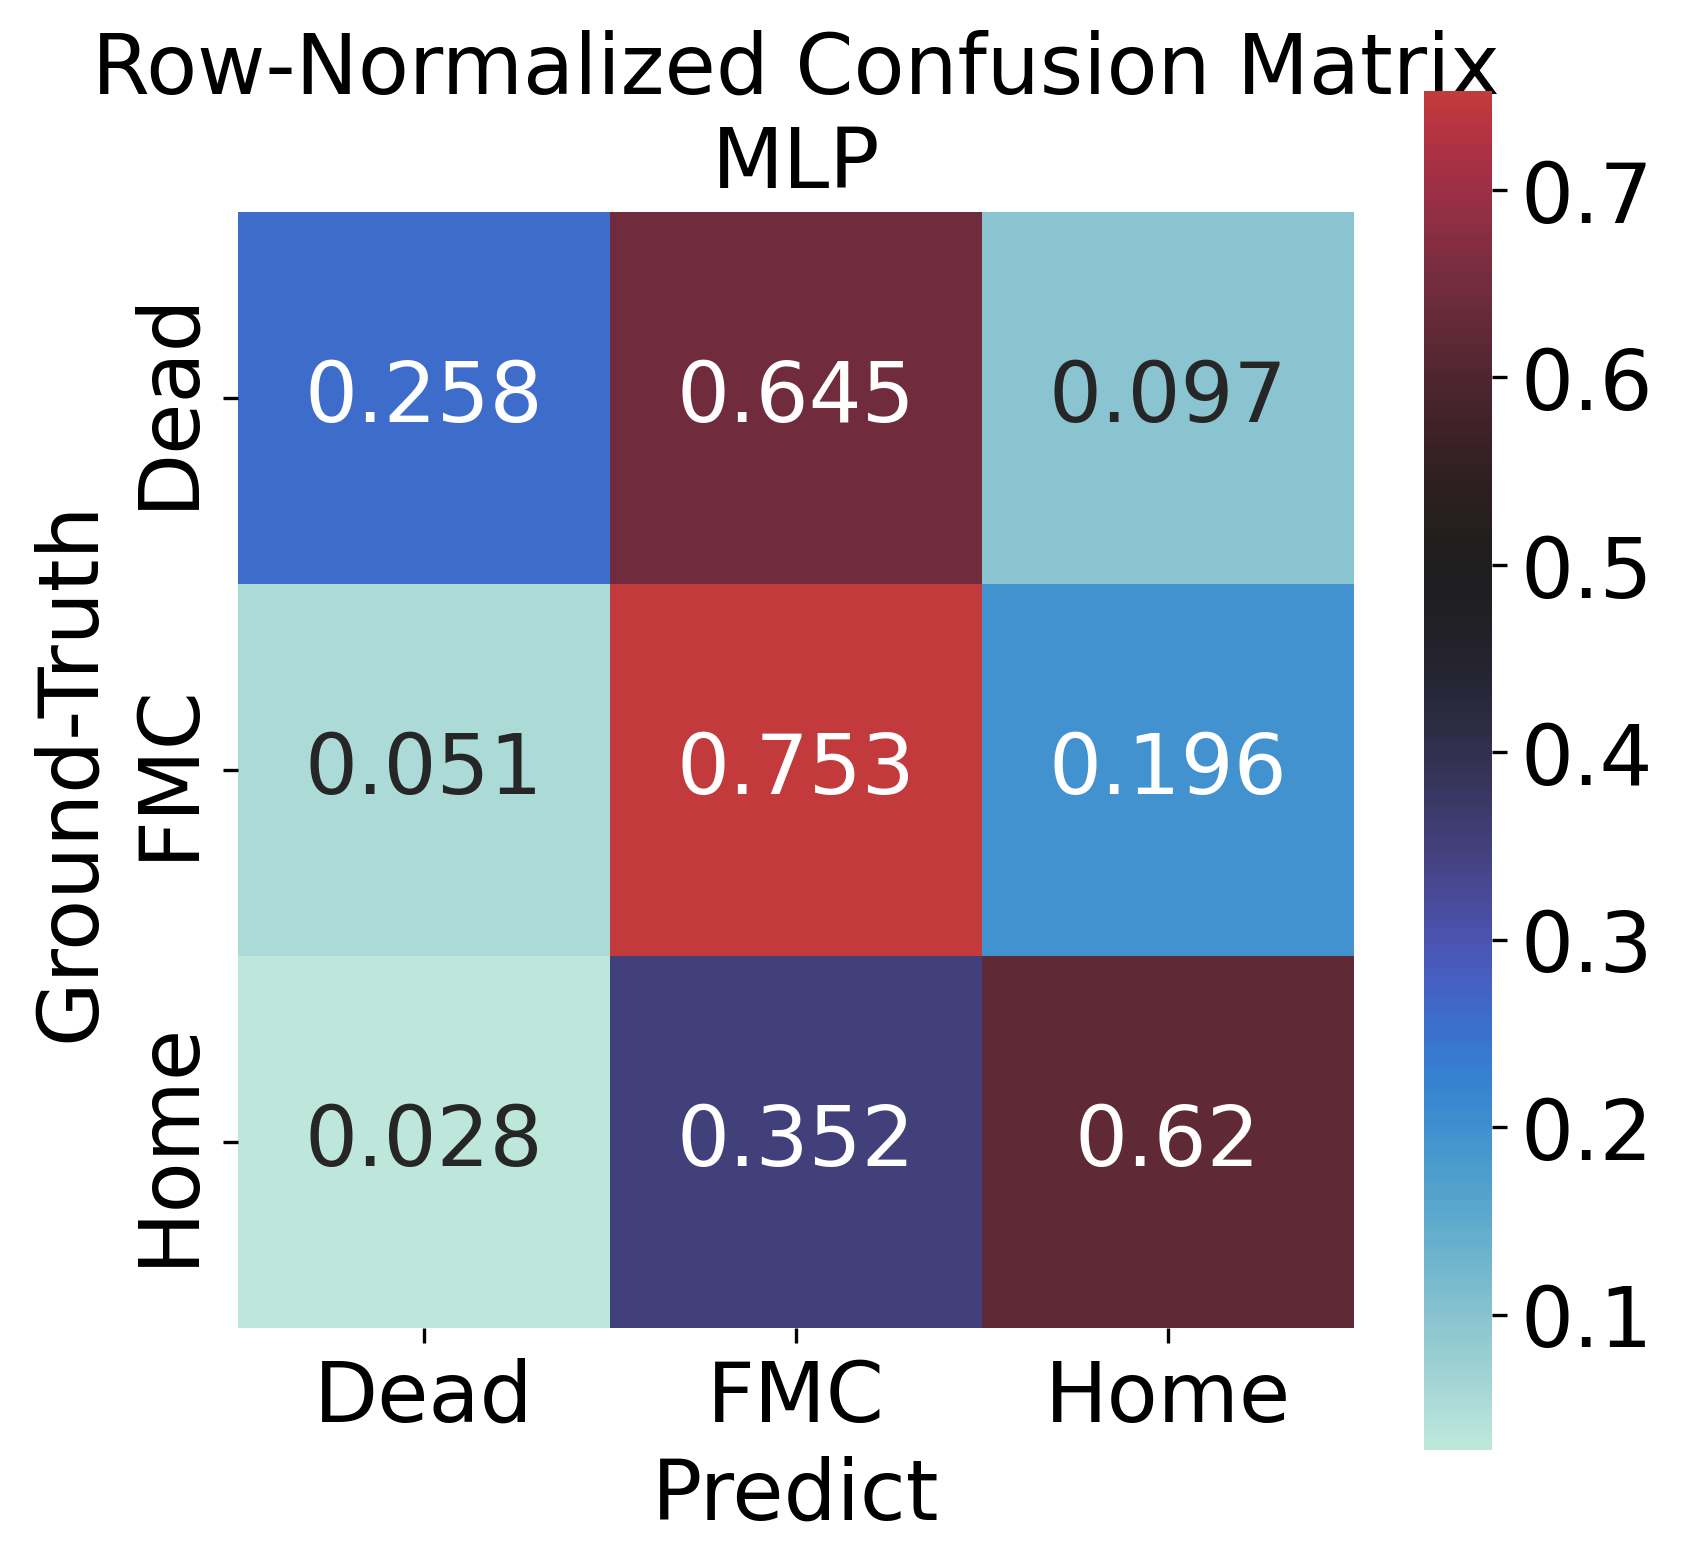 Row-Normalized Confusion Matrix
MLP
Ground-Truth
Dead
0.258 0.645 0.097
FMC
0.051 0.753 0.196
Home
0.028 0.352 0.62
Dead FMC Home
Predict
0.7
0.6
0.5
0.4
0.3
0.2
0.1